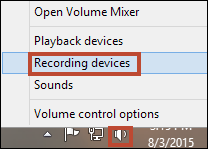 Open Volume Mixer
Playback devices
Recording devices
Sounds
Volume control options
8/3/2015